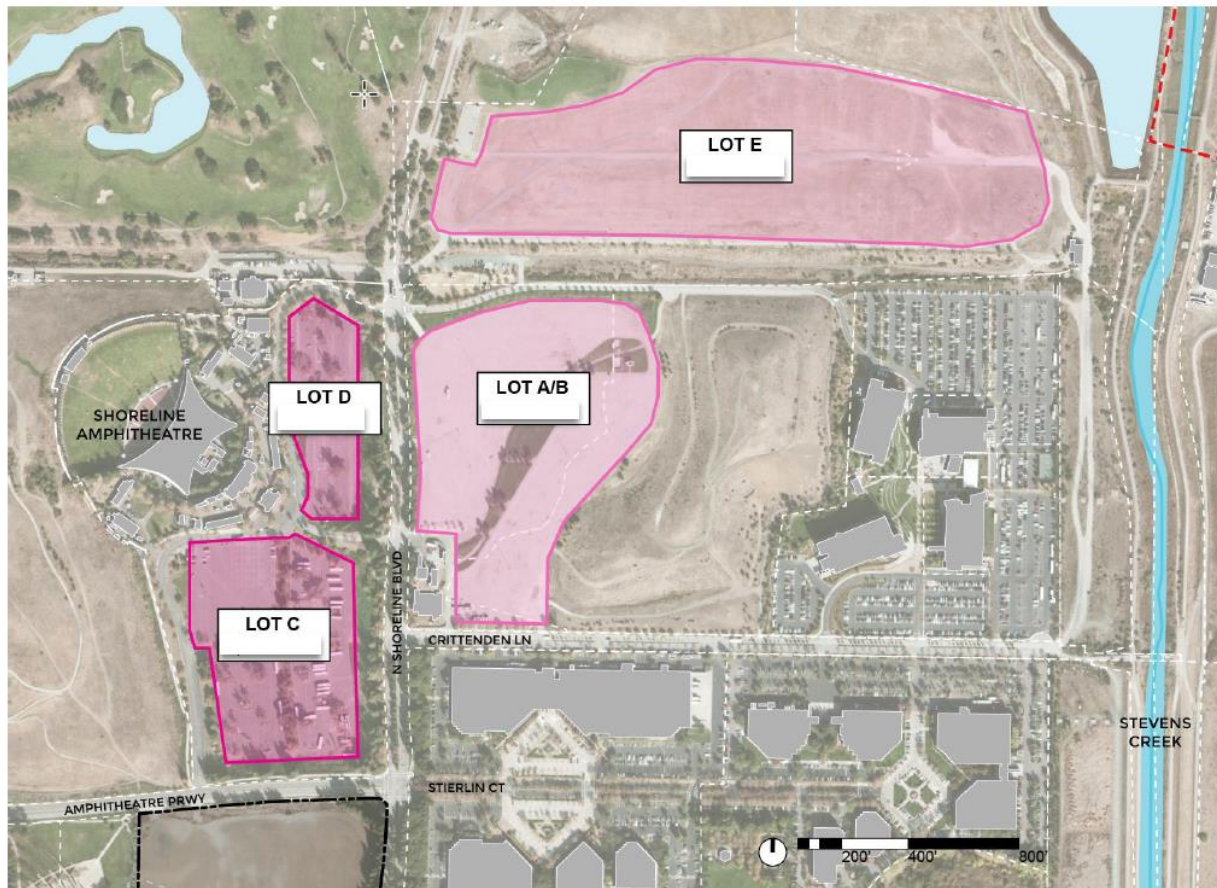 LOT E
LOT D
LOT A/B
SHORELINE
AMPHITHEATRE
LOT C
N SHORELINE BLVD
CRITTENDEN LN
STEVENS
CREEK
STIERLIN CT
AMPHITHEATRE PRWY
200'
400'
800'